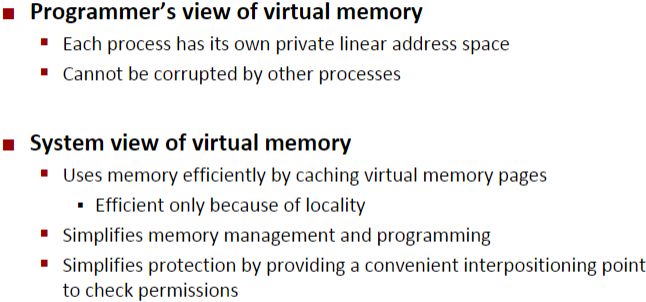 Programmer's view of virtual memory
Each process has its own private linear address space
Cannot be corrupted by other processes
System view of virtual memory
Uses memory efficiently by caching virtual memory pages
Efficient only because of locality
Simplifies memory management and programming
Simplifies protection by providing a convenient interpositioning point
to check permissions